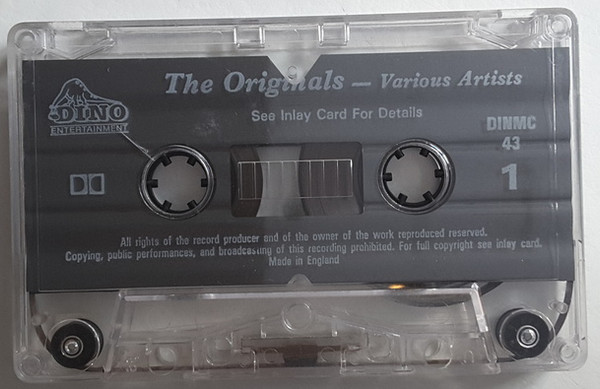 The Originals — Various Artists
See Inlay Card For Details
DINO
ENTERTAINMENT
DINMC
43
1
All rights of the record producer and of the owner of the work reproduced reserved.
Copying, public performances, and broadcasting of this recording prohibited. For full copyright see inlay card.
Made in England